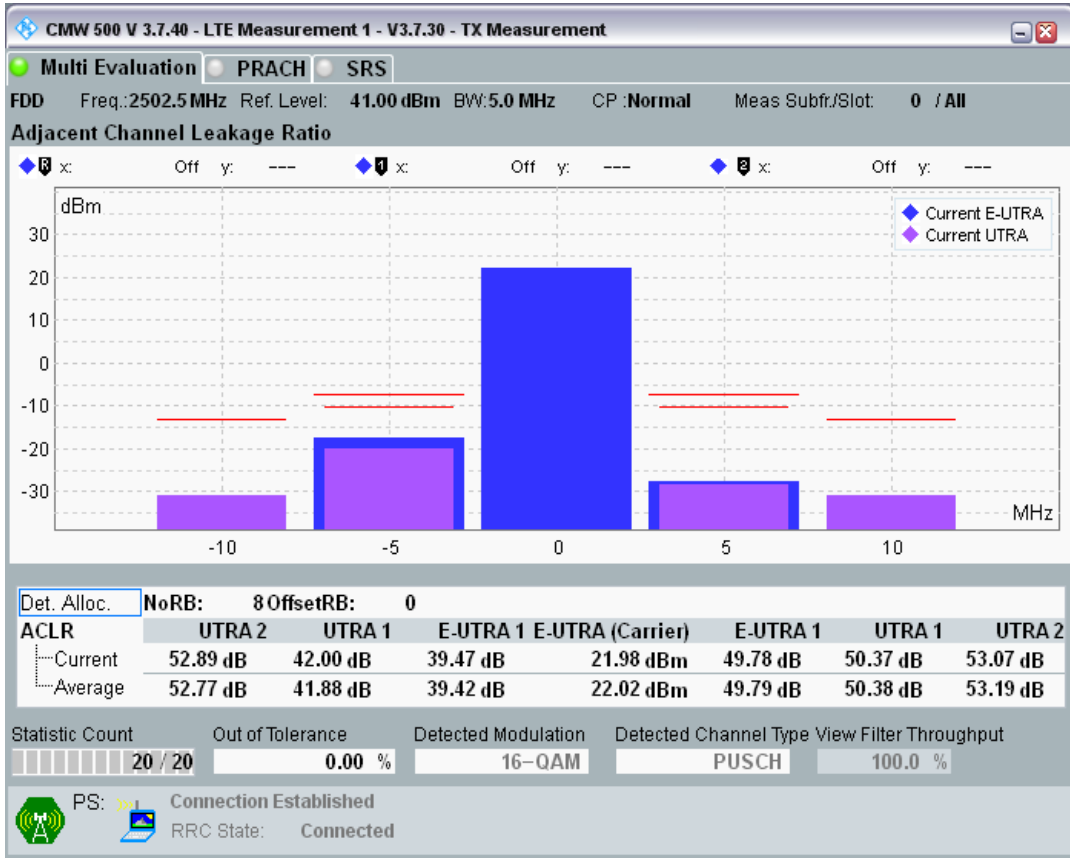 CMW 500 V 3.7.40 - LTE Measurement 1 - V3.7.30 - TX Measurement
Multi Evaluation PRACH SRS
FDD Freq.:2502.5 MHz Ref. Level: 41.00 dBm BW:5.0 MHz CP :Normal Meas Subfr./Slot: 0 / All
Adjacent Channel Leakage Ratio
R x: Off y: --- 1 x: Off y: --- 2 x: Off y: ---
dBm
Current E-UTRA
Current UTRA
30
20
10
0
-10
-20
-30
MHz
-10 -5 0 5 10
Det. Alloc. NoRB: 8 OffsetRB: 0
ACLR UTRA 2 UTRA 1 E-UTRA 1 E-UTRA (Carrier) E-UTRA 1 UTRA 1 UTRA 2
Current 52.89 dB 42.00 dB 39.47 dB 21.98 dBm 49.78 dB 50.37 dB 53.07 dB
Average 52.77 dB 41.88 dB 39.42 dB 22.02 dBm 49.79 dB 50.38 dB 53.19 dB
Statistic Count Out of Tolerance Detected Modulation Detected Channel Type View Filter Throughput
20 / 20 0.00 % 16-QAM PUSCH 100.0 %
PS: Connection Established
RRC State: Connected